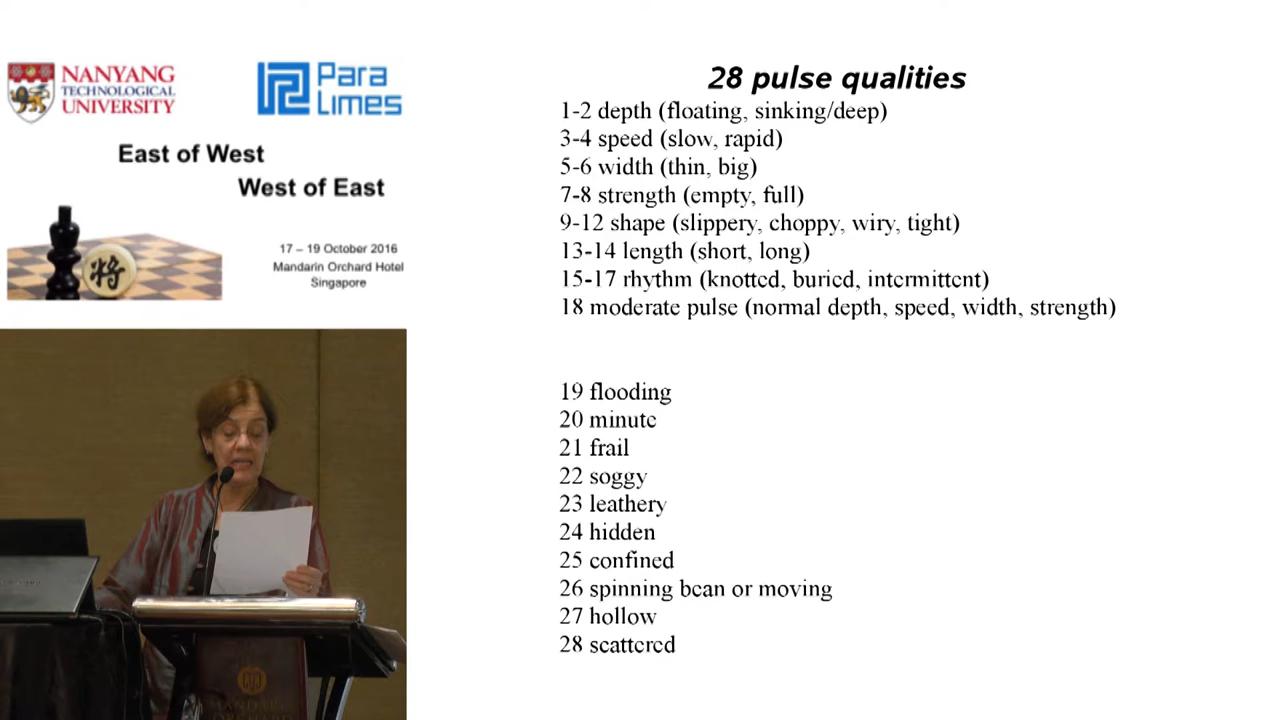 NANYANG
TECHNOLOGICAL
UNIVERSITY
Para
Limes
East of West
West of East
将
17 – 19 October 2016
Mandarin Orchard Hotel
Singapore
28 pulse qualities
1-2 depth (floating, sinking/deep)
3-4 speed (slow, rapid)
5-6 width (thin, big)
7-8 strength (empty, full)
9-12 shape (slippery, choppy, wiry, tight)
13-14 length (short, long)
15-17 rhythm (knotted, buried, intermittent)
18 moderate pulse (normal depth, speed, width, strength)
19 flooding
20 minute
21 frail
22 soggy
23 leathery
24 hidden
25 confined
26 spinning bean or moving
27 hollow
28 scattered
MANDARIN
ORCHARD